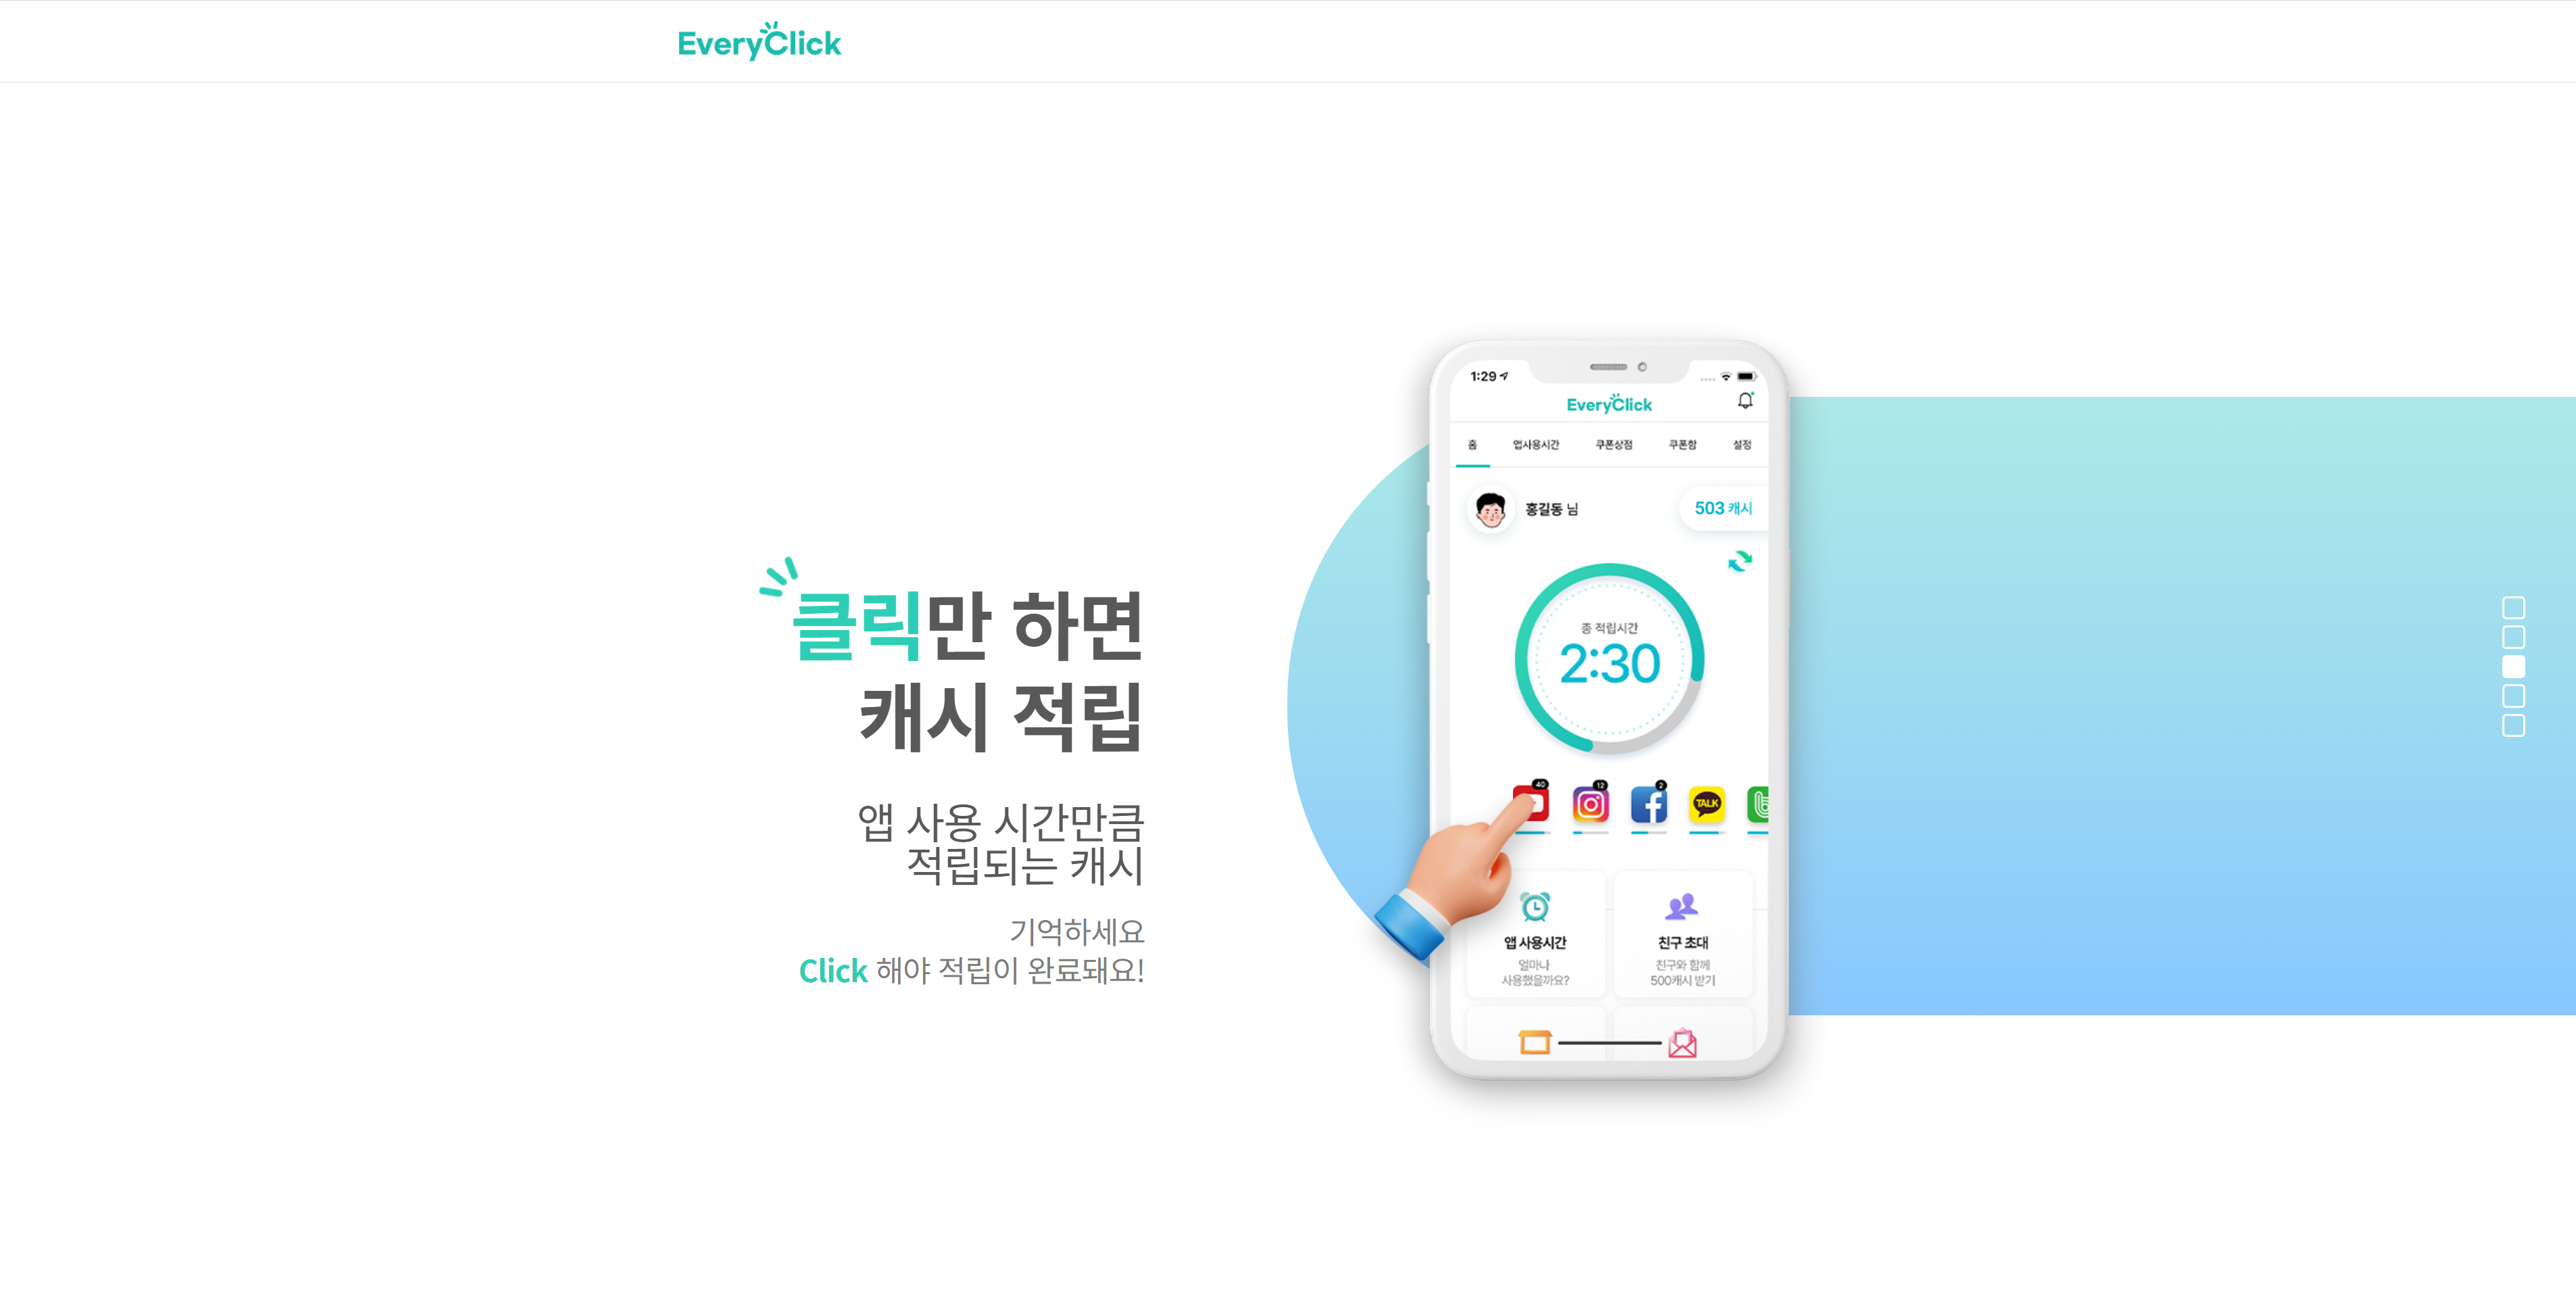 EveryClick
클릭만 하면
캐시 적립
앱 사용 시간만큼
적립되는 캐시
기억하세요
Click 해야 적립이 완료돼요!
1:29
EveryClick
홈 앱사용시간 쿠폰상점 쿠폰함 설정
홍길동 님
503 캐시
총 적립시간
2:30
40 12 2
TALK
앱 사용시간
얼마나
사용했을까요?
친구 초대
친구와 함께
500캐시 받기